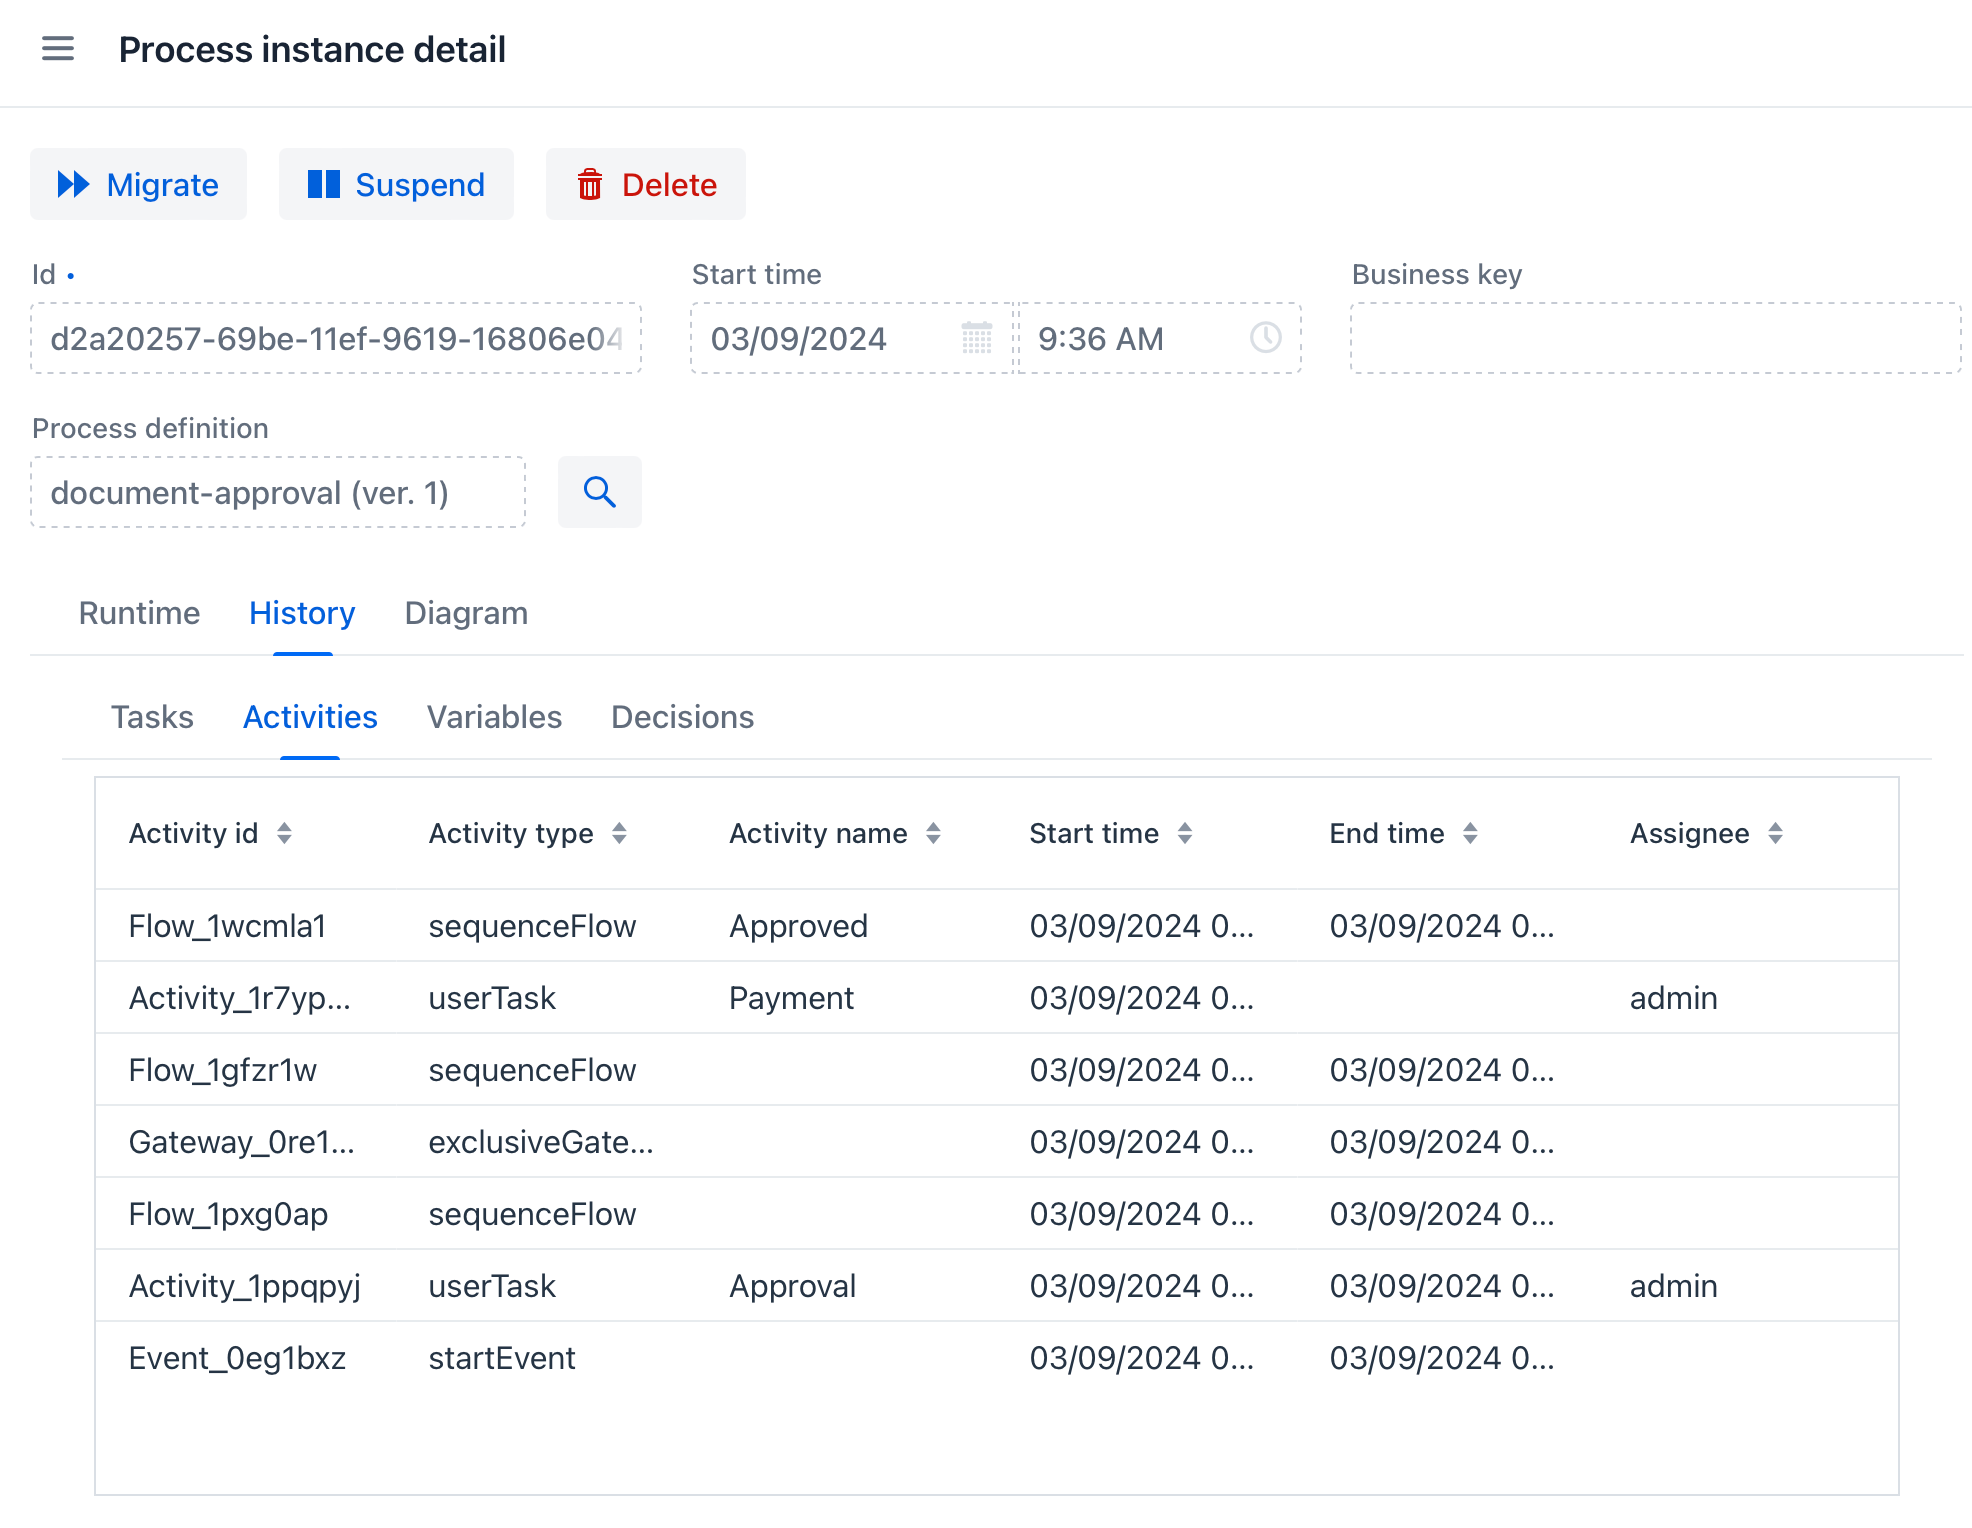 Process instance detail
Migrate Suspend Delete
Id Start time Business key
d2a20257-69be-11ef-9619-16806e04 03/09/2024 9:36 AM
Process definition
document-approval (ver. 1)
Runtime History Diagram
Tasks Activities Variables Decisions
Activity id Activity type Activity name Start time End time Assignee
Flow_1wcmla1 sequenceFlow Approved 03/09/2024 0... 03/09/2024 0...
Activity_1r7yp... userTask Payment 03/09/2024 0... admin
Flow_1gfzr1w sequenceFlow 03/09/2024 0... 03/09/2024 0...
Gateway_0re1... exclusiveGate... 03/09/2024 0... 03/09/2024 0...
Flow_1pxg0ap sequenceFlow 03/09/2024 0... 03/09/2024 0...
Activity_1ppqpyj userTask Approval 03/09/2024 0... 03/09/2024 0... admin
Event_0eg1bxz startEvent 03/09/2024 0... 03/09/2024 0...